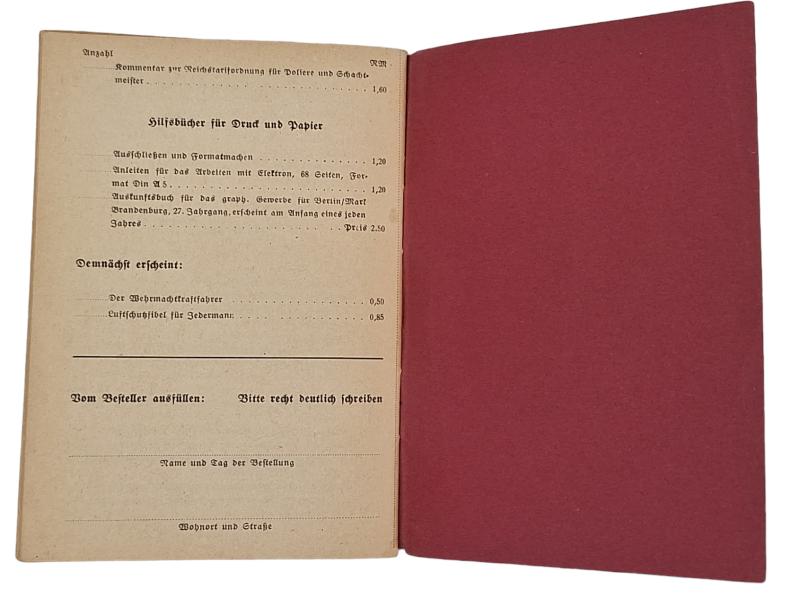 Anzahl
RM
Kommentar zur Reichstarifordnung für Poliere und Schacht-
meister . . . . . . . . . . . . . . . . . . . . . . . . . . . . 1,60
Hilfsbücher für Druck und Papier
Ausschließen und Formatmachen . . . . . . . . . . . . . 1,20
Anleiten für das Arbeiten mit Elektron, 68 Seiten, For-
mat Din A 5 . . . . . . . . . . . . . . . . . . . . . . . . . 1,20
Auskunftsbuch für das graph. Gewerbe für Berlin/Mark
Brandenburg, 27. Jahrgang, erscheint am Anfang eines jeden
Jahres . . . . . . . . . . . . . . . . . . . . . . . . Preis 2.50
Demnächst erscheint:
Der Wehrmachtkraftfahrer . . . . . . . . . . . . . . . . 0,50
Luftschutzfibel für Jedermann . . . . . . . . . . . . . . . 0,85
Vom Besteller ausfüllen: Bitte recht deutlich schreiben
Name und Tag der Bestellung
Wohnort und Straße